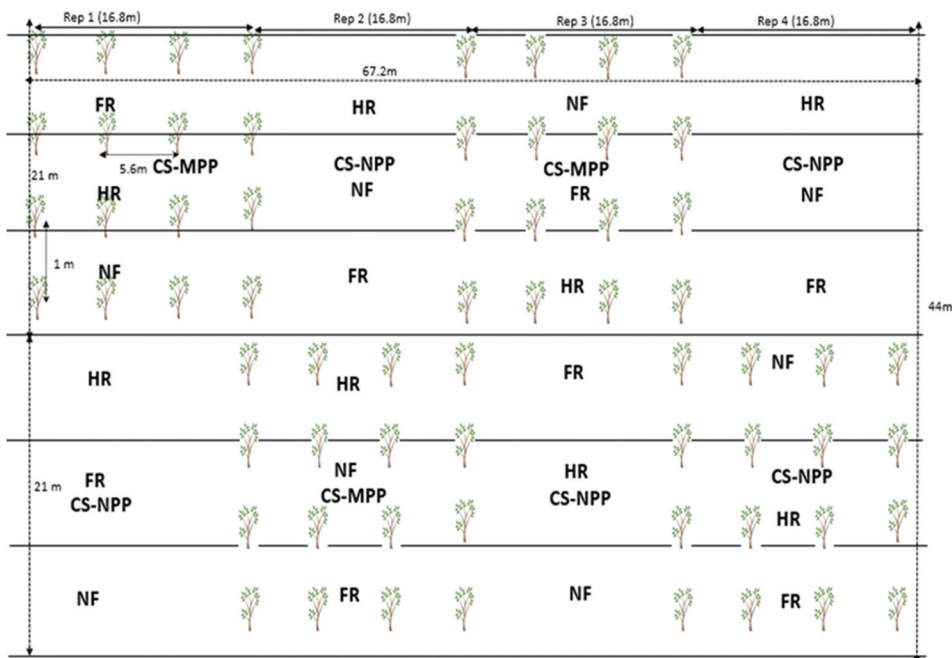 Rep 1 (16.8m) Rep 2 (16.8m) Rep 3 (16.8m) Rep 4 (16.8m)
67.2m
FR HR NF HR
5.6m CS-MPP CS-NPP CS-MPP CS-NPP
21 m
HR NF FR NF
1 m NF FR HR FR
44m
HR HR FR NF
FR NF HR CS-NPP
21 m
CS-NPP CS-MPP CS-NPP
HR
NF FR NF FR